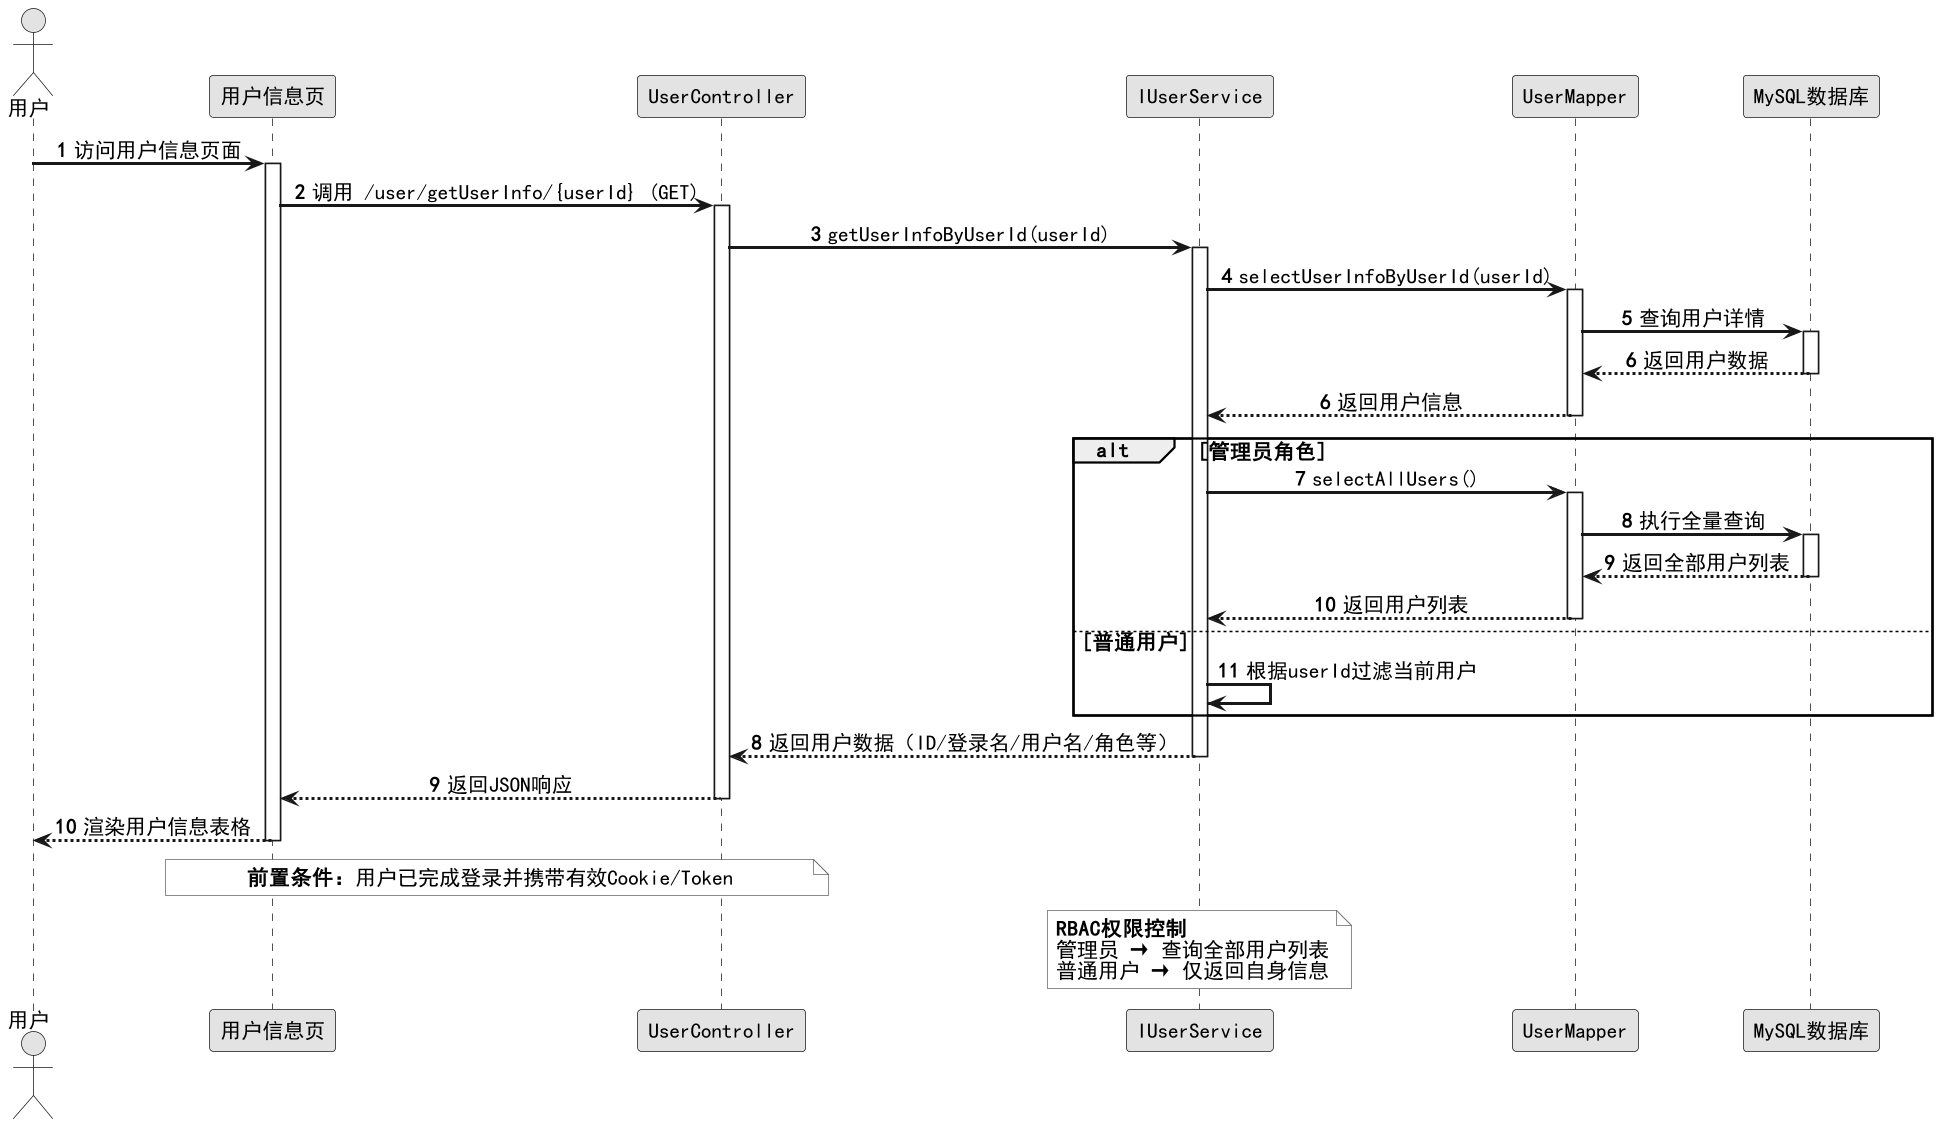 用户
用户信息页
UserController
IUserService
UserMapper
MySQL数据库
1 访问用户信息页面
2 调用 /user/getUserInfo/{userId} (GET)
3 getUserInfoByUserId(userId)
4 selectUserInfoByUserId(userId)
5 查询用户详情
6 返回用户数据
6 返回用户信息
alt
[管理员角色]
7 selectAllUsers()
8 执行全量查询
9 返回全部用户列表
10 返回用户列表
[普通用户]
11 根据userId过滤当前用户
8 返回用户数据（ID/登录名/用户名/角色等）
9 返回JSON响应
10 渲染用户信息表格
前置条件：用户已完成登录并携带有效Cookie/Token
RBAC权限控制
管理员 → 查询全部用户列表
普通用户 → 仅返回自身信息
用户
用户信息页
UserController
IUserService
UserMapper
MySQL数据库